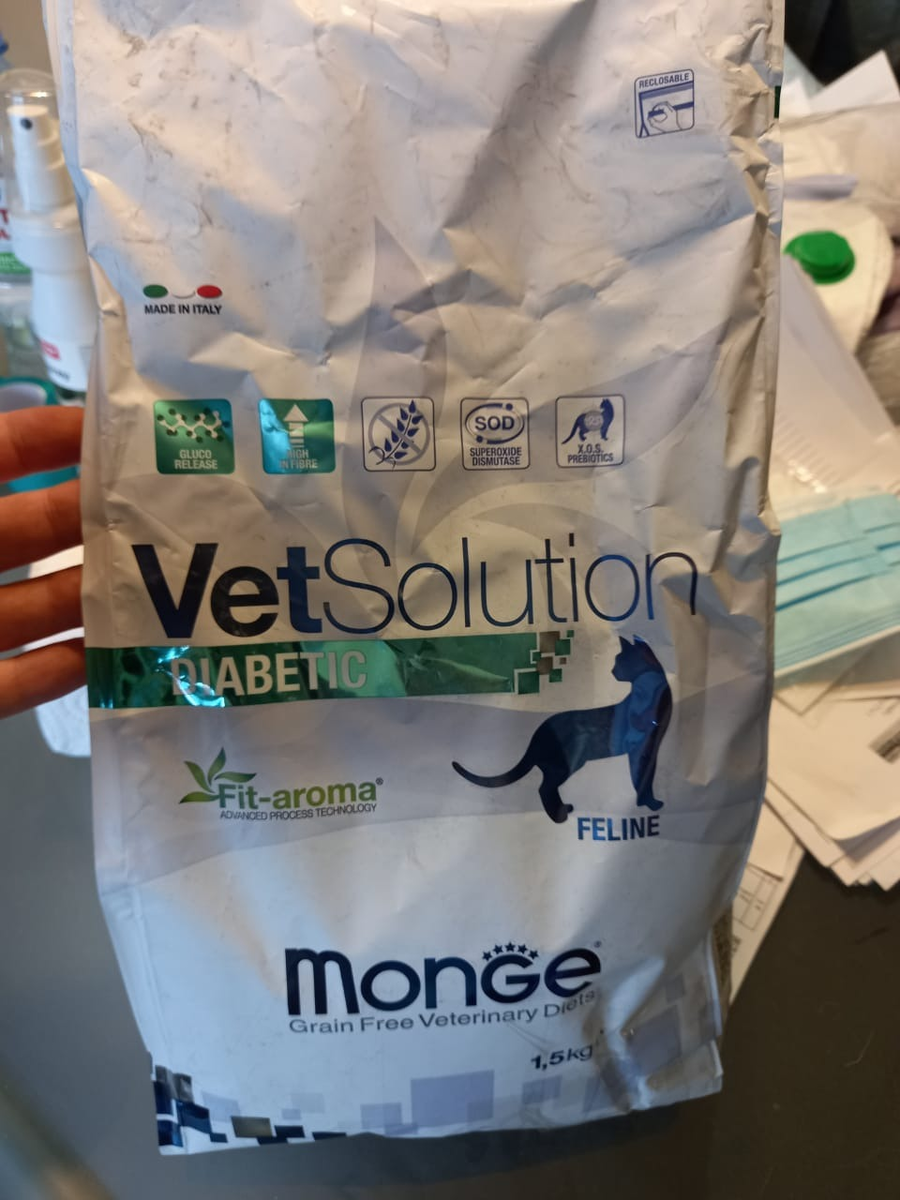 RECLOSABLE
MADE IN ITALY
GLUCO
RELEASE
HIGH
IN FIBRE
SOD
SUPEROXIDE
DISMUTASE
X.O.S.
PREBIOTICS
VetSolution
DIABETIC
Fit-aroma®
ADVANCED PROCESS TECHNOLOGY
FELINE
monGe®
Grain Free Veterinary Diets
1,5kg